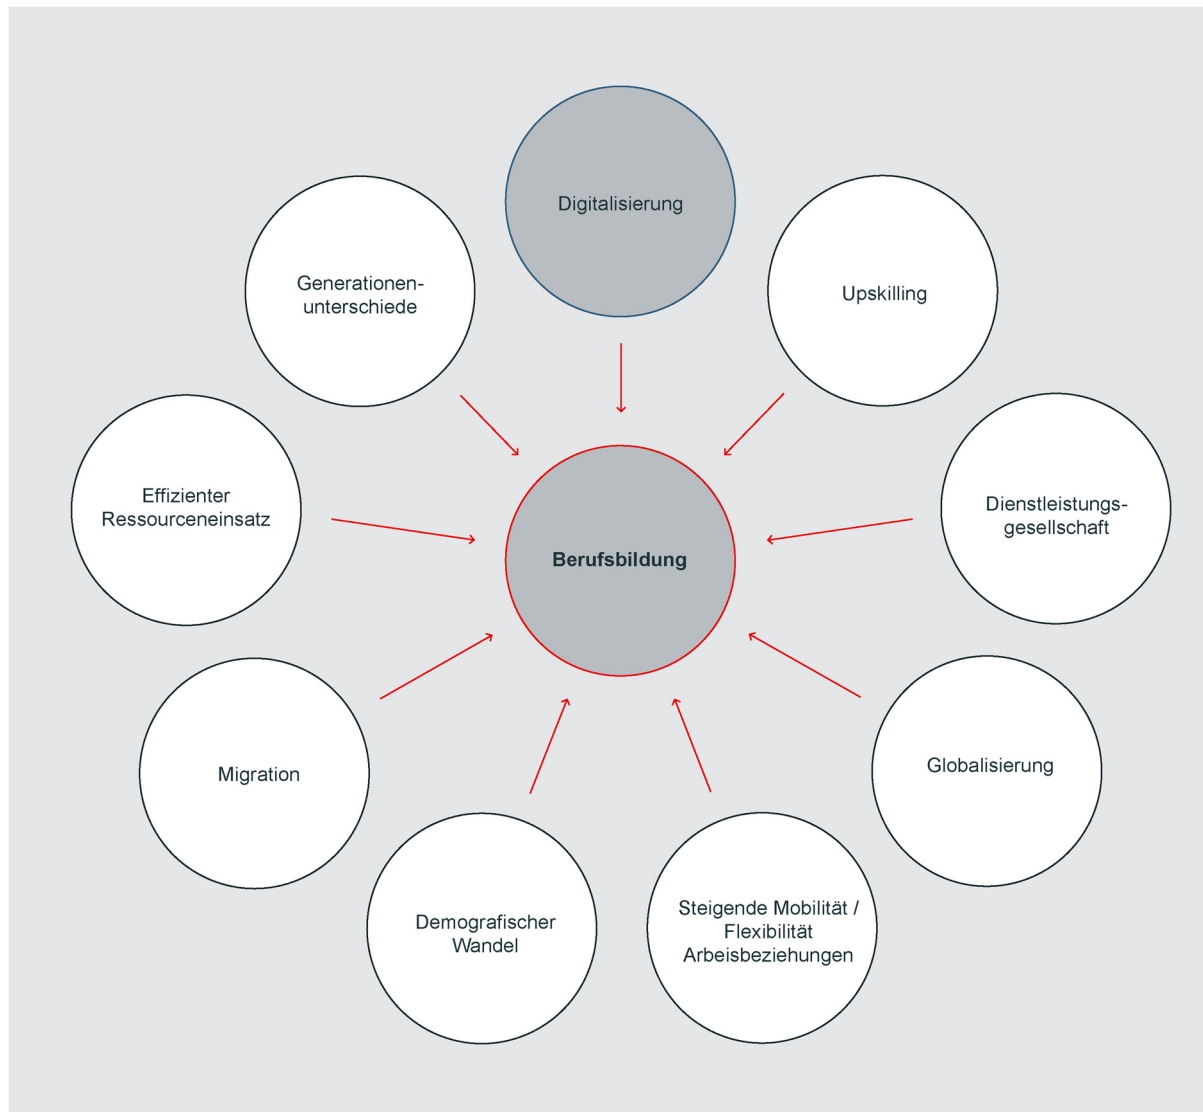 Digitalisierung
Generationen-
unterschiede
Upskilling
Effizienter
Ressourceneinsatz
Dienstleistungs-
gesellschaft
Berufsbildung
Migration
Globalisierung
Demografischer
Wandel
Steigende Mobilität /
Flexibilität
Arbeisbeziehungen